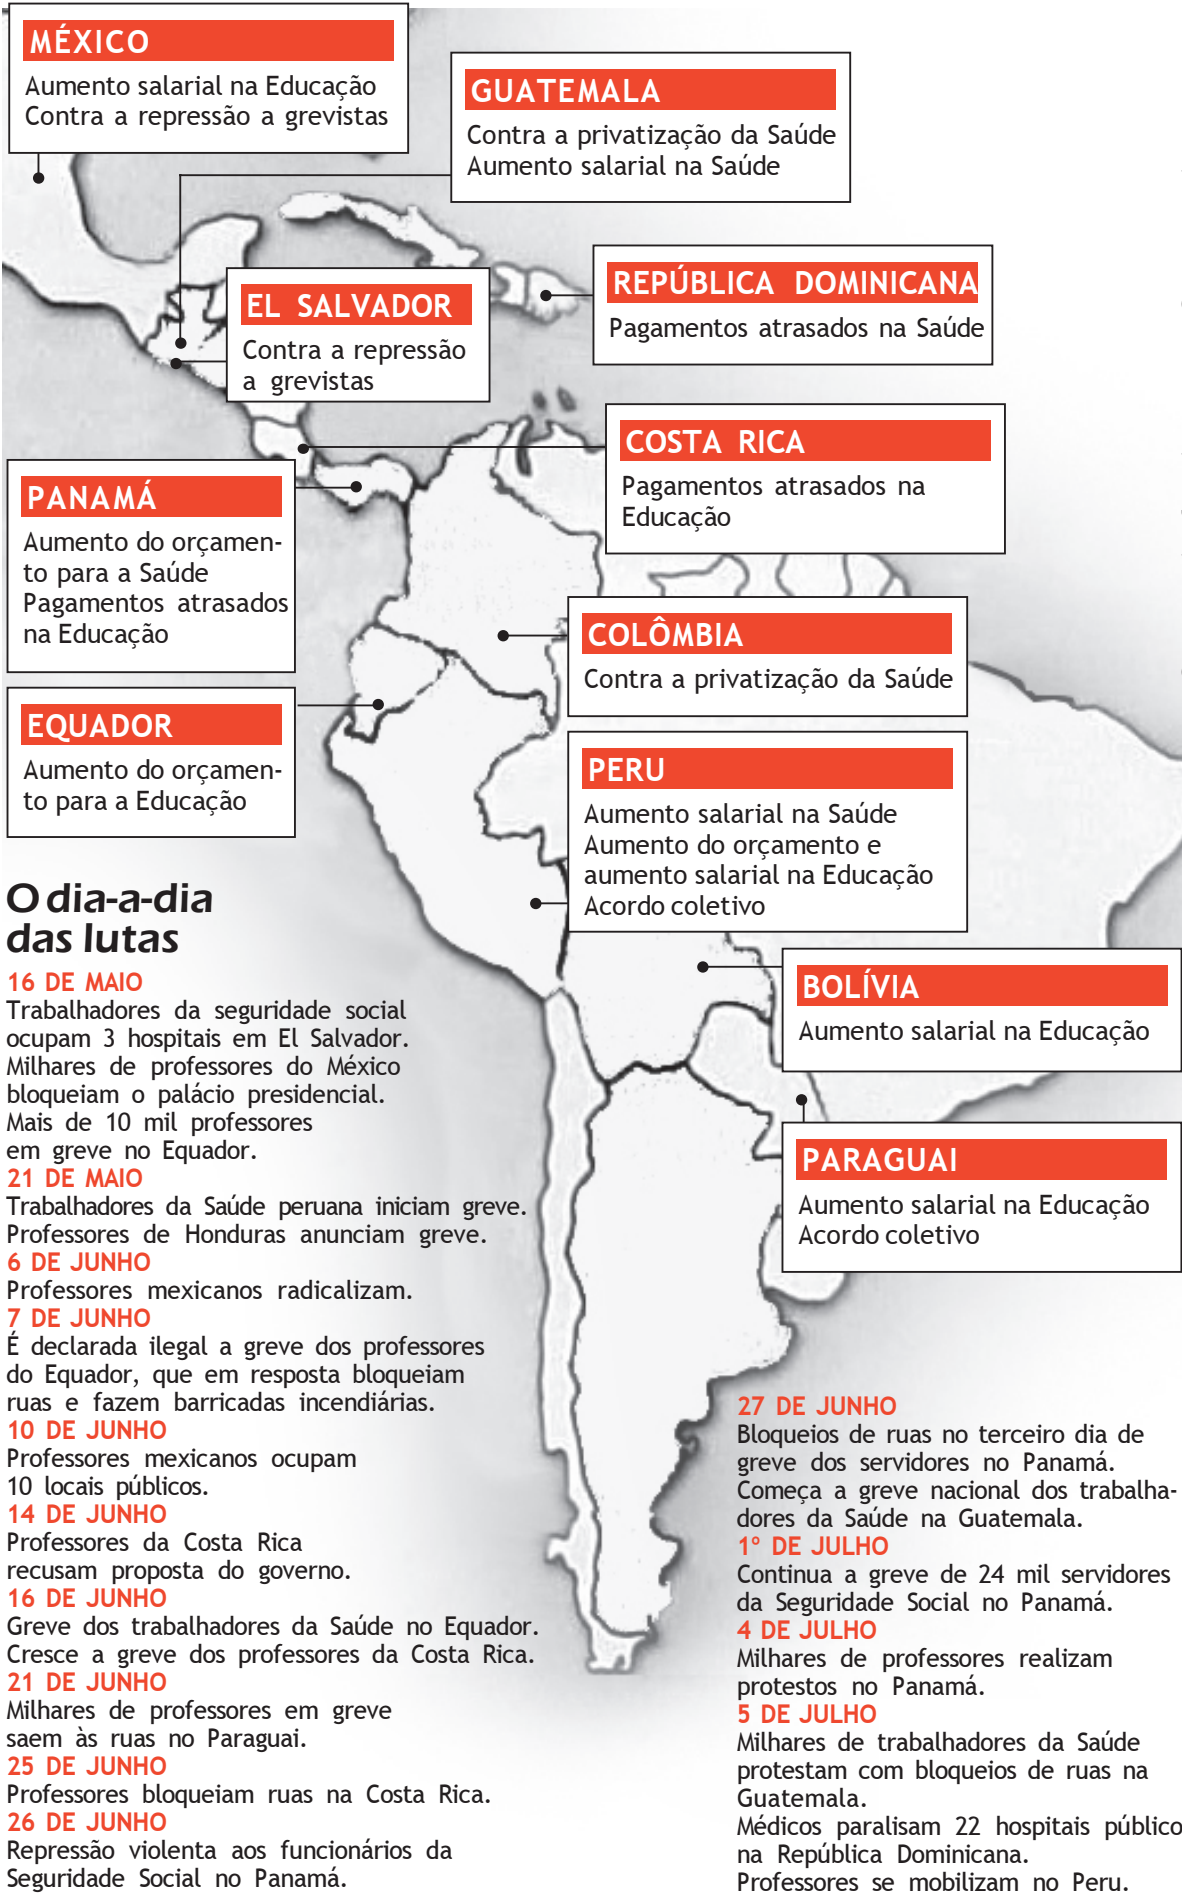 MÉXICO
Aumento salarial na Educação
Contra a repressão a grevistas
GUATEMALA
Contra a privatização da Saúde
Aumento salarial na Saúde
EL SALVADOR
Contra a repressão
a grevistas
REPÚBLICA DOMINICANA
Pagamentos atrasados na Saúde
COSTA RICA
Pagamentos atrasados na
Educação
PANAMÁ
Aumento do orçamen-
to para a Saúde
Pagamentos atrasados
na Educação
COLÔMBIA
Contra a privatização da Saúde
EQUADOR
Aumento do orçamen-
to para a Educação
PERU
Aumento salarial na Saúde
Aumento do orçamento e
aumento salarial na Educação
Acordo coletivo
BOLÍVIA
Aumento salarial na Educação
PARAGUAI
Aumento salarial na Educação
Acordo coletivo
O dia-a-dia
das lutas
16 DE MAIO
Trabalhadores da seguridade social
ocupam 3 hospitais em El Salvador.
Milhares de professores do México
bloqueiam o palácio presidencial.
Mais de 10 mil professores
em greve no Equador.
21 DE MAIO
Trabalhadores da Saúde peruana iniciam greve.
Professores de Honduras anunciam greve.
6 DE JUNHO
Professores mexicanos radicalizam.
7 DE JUNHO
É declarada ilegal a greve dos professores
do Equador, que em resposta bloqueiam
ruas e fazem barricadas incendiárias.
10 DE JUNHO
Professores mexicanos ocupam
10 locais públicos.
14 DE JUNHO
Professores da Costa Rica
recusam proposta do governo.
16 DE JUNHO
Greve dos trabalhadores da Saúde no Equador.
Cresce a greve dos professores da Costa Rica.
21 DE JUNHO
Milhares de professores em greve
saem às ruas no Paraguai.
25 DE JUNHO
Professores bloqueiam ruas na Costa Rica.
26 DE JUNHO
Repressão violenta aos funcionários da
Seguridade Social no Panamá.
27 DE JUNHO
Bloqueios de ruas no terceiro dia de
greve dos servidores no Panamá.
Começa a greve nacional dos trabalha-
dores da Saúde na Guatemala.
1º DE JULHO
Continua a greve de 24 mil servidores
da Seguridade Social no Panamá.
4 DE JULHO
Milhares de professores realizam
protestos no Panamá.
5 DE JULHO
Milhares de trabalhadores da Saúde
protestam com bloqueios de ruas na
Guatemala.
Médicos paralisam 22 hospitais público
na República Dominicana.
Professores se mobilizam no Peru.